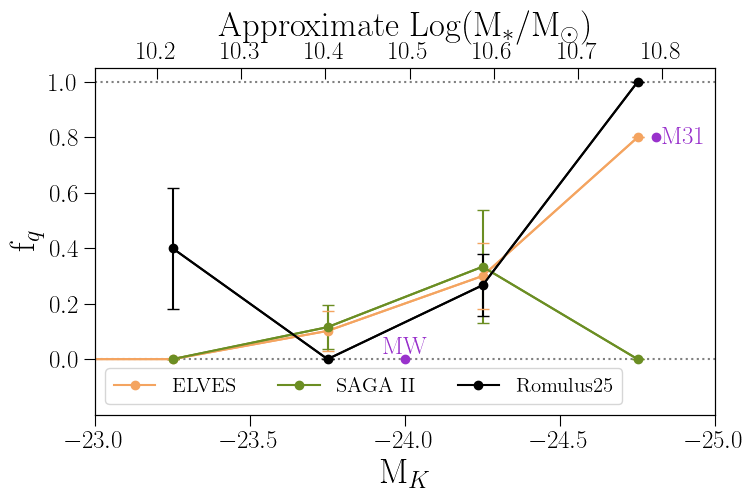 Approximate Log(M*/M☉)
10.2 10.3 10.4 10.5 10.6 10.7 10.8
1.0
0.8
0.6
0.4
0.2
0.0
f_q
M31
MW
ELVES SAGA II Romulus25
−23.0 −23.5 −24.0 −24.5 −25.0
M_K